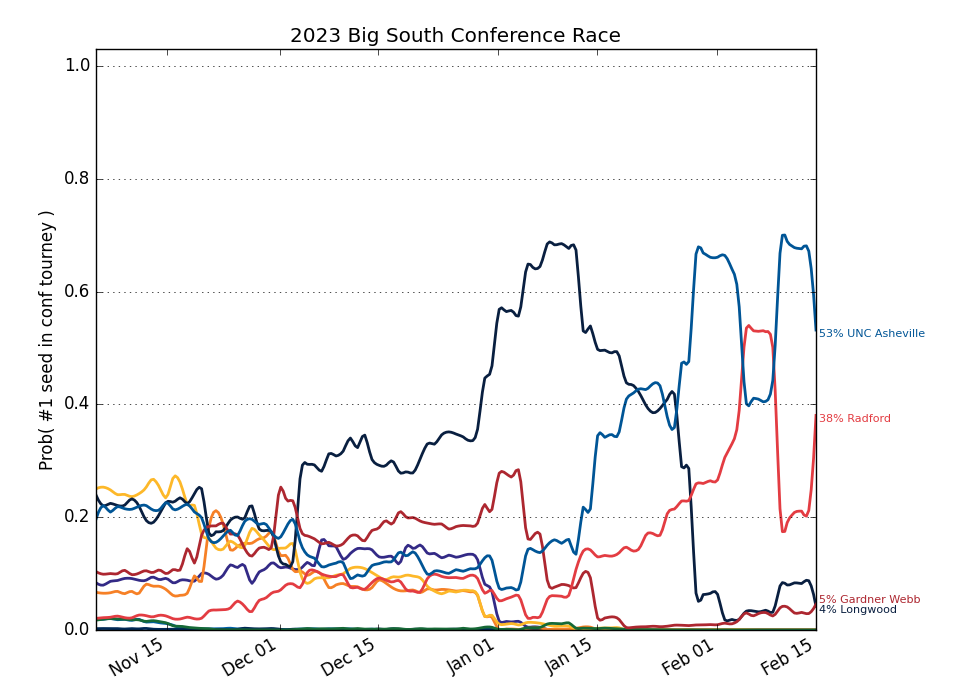 2023 Big South Conference Race
Prob( #1 seed in conf tourney )
1.0
0.8
0.6
0.4
0.2
0.0
53% UNC Asheville
38% Radford
5% Gardner Webb
4% Longwood
Nov 15
Dec 01
Dec 15
Jan 01
Jan 15
Feb 01
Feb 15